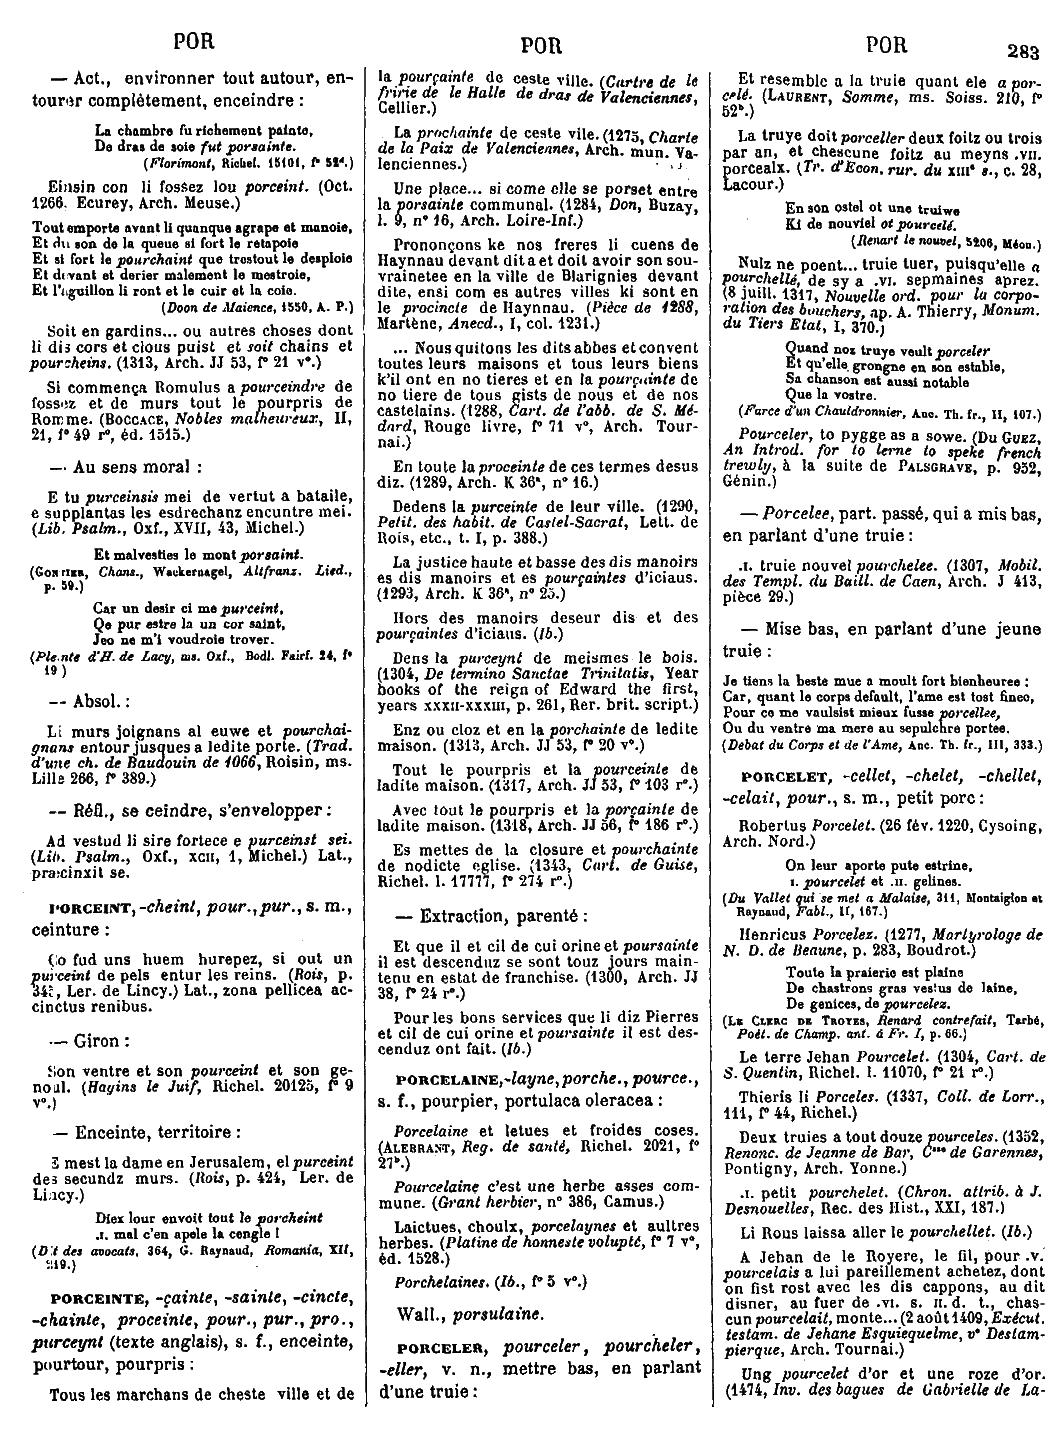 POR
POR
POR
283
— Act., environner tout autour, en-
tourer complètement, enceindre :
La chambre fu richement painte,
De dras de soie fut porsainte.
(Florimont, Richel. 15101, f° 52ᵈ.)
Einsin con li fossez lou porceint. (Oct.
1266. Ecurey, Arch. Meuse.)
Tout emporte avant li quanque agrape et manoie,
Et du son de la queue si fort le retapoie
Et si fort le pourchaint que trestout le desploie
Et devant et derier malement le mestroie,
Et l'aguillon li ront et le cuir et la coie.
(Doon de Maience, 1550, A. P.)
Soit en gardins... ou autres choses dont
li dis cors et clous puist et soit chains et
pourcheins. (1313, Arch. JJ 53, f° 21 v°.)
Si commença Romulus a pourceindre de
fossez et de murs tout le pourpris de
Romme. (BOCCACE, Nobles malheureux, II,
21, f° 49 r°, éd. 1515.)
— Au sens moral :
E tu purceinsis mei de vertut a bataile,
e supplantas les esdrechanz encuntre mei.
(Lib. Psalm., Oxf., XVII, 43, Michel.)
Et malvesties le mont porsaint.
(GONTIER, Chans., Wackernagel, Altfranz. Lied.,
p. 59.)
Car un desir ci me purceint,
Qe pur estre la un cor saint,
Jeo ne m'i voudroie trover.
(Plainte d'H. de Lacy, ms. Oxf., Bodl. Fairf. 24, f°
19)
— Absol. :
Li murs joignans al euwe et pourchai-
gnans entour jusques a ledite porte. (Trad.
d'une ch. de Baudouin de 1066, Roisin, ms.
Lille 266, f° 389.)
— Réfl., se ceindre, s'envelopper :
Ad vestud li sire fortece e purceinst sei.
(Lib. Psalm., Oxf., XCII, 1, Michel.) Lat.,
præcinxit se.
PORCEINT, -cheint, pour., pur., s. m.,
ceinture :
Ço fud uns huem hurepez, si out un
purceint de pels entur les reins. (Rois, p.
345, Ler. de Lincy.) Lat., zona pellicea ac-
cinctus renibus.
— Giron :
Son ventre et son pourceint et son ge-
noul. (Hagins le Juif, Richel. 20125, f° 9
v°.)
— Enceinte, territoire :
E mest la dame en Jerusalem, el purceint
des secundz murs. (Rois, p. 424, Ler. de
Lincy.)
Diex lour envoit tout le porcheint
.I. mal c'en apele la cengle !
(Dit des avocats, 364, G. Raynaud, Romania, XII,
219.)
PORCEINTE, -çainte, -sainte, -cincte,
-chainte, proceinte, pour., pur., pro.,
purceynt (texte anglais), s. f., enceinte,
pourtour, pourpris :
Tous les marchans de cheste ville et de
la pourçainte de ceste ville. (Cartre de le
fririe de le Halle de dras de Valenciennes,
Cellier.)
La prochainte de ceste vile. (1275, Charte
de la Paix de Valenciennes, Arch. mun. Va-
lenciennes.)
Une place... si come elle se porset entre
la porsainte communal. (1284, Don, Buzay,
l. 9, n° 16, Arch. Loire-Inf.)
Prononçons ke nos freres li cuens de
Haynnau devant dit a et doit avoir son sou-
vrainetee en la ville de Blarignies devant
dite, ensi com es autres villes ki sont en
le procincte de Haynnau. (Pièce de 1288,
Martène, Anecd., I, col. 1231.)
... Nous quitons les dits abbes et convent
toutes leurs maisons et tous leurs biens
k'il ont en no tieres et en la pourçainte de
no tiere de tous gists de nous et de nos
castelains. (1288, Cart. de l'abb. de S. Mé-
dard, Rouge livre, f° 71 v°, Arch. Tour-
nai.)
En toute la proceinte de ces termes desus
diz. (1289, Arch. K 36ᵃ, n° 16.)
Dedens la purceinte de leur ville. (1290,
Petit. des habit. de Castel-Sacrat, Lett. de
Rois, etc., t. I, p. 388.)
La justice haute et basse des dis manoirs
es dis manoirs et es pourçaintes d'iciaus.
(1293, Arch. K 36ᵃ, n° 25.)
Hors des manoirs deseur dis et des
pourçaintes d'iciaus. (Ib.)
Dens la purceynt de meismes le bois.
(1304, De termino Sanctae Trinitatis, Year
books of the reign of Edward the first,
years XXXII-XXXIII, p. 261, Rer. brit. script.)
Enz ou cloz et en la porchainte de ledite
maison. (1313, Arch. JJ 53, f° 20 v°.)
Tout le pourpris et la pourceinte de
ladite maison. (1317, Arch. JJ 53, f° 103 r°.)
Avec tout le pourpris et la porçainte de
ladite maison. (1318, Arch. JJ 56, f° 186 r°.)
Es mettes de la closure et pourchainte
de nodicte eglise. (1343, Cart. de Guise,
Richel. l. 17777, f° 274 r°.)
— Extraction, parenté :
Et que il et cil de cui orine et poursainte
il est descenduz se sont touz jours main-
tenu en estat de franchise. (1300, Arch. JJ
38, f° 24 r°.)
Pour les bons services que li diz Pierres
et cil de cui orine et poursainte il est des-
cenduz ont fait. (Ib.)
PORCELAINE, -layne, porche., pource.,
s. f., pourpier, portulaca oleracea :
Porcelaine et letues et froides coses.
(ALEBRANT, Reg. de santé, Richel. 2021, f°
27ᵇ.)
Pourcelaine c'est une herbe asses com-
mune. (Grant herbier, n° 386, Camus.)
Laictues, choulx, porcelaynes et aultres
herbes. (Platine de honneste volupté, f° 7 v°,
éd. 1528.)
Porchelaines. (Ib., f° 5 v°.)
Wall., porsulaine.
PORCELER, pourceler, pourcheler,
-eller, v. n., mettre bas, en parlant
d'une truie :
Et resemble a la truie quant ele a por-
celé. (LAURENT, Somme, ms. Soiss. 210, f°
52ᵇ.)
La truye doit porceller deux foitz ou trois
par an, et chescune foitz au meyns .VII.
porcealx. (Tr. d'Econ. rur. du XIIIᵉ s., c. 28,
Lacour.)
En son ostel ot une truiwe
Ki de nouviel ot pourcelé.
(Renart le nouvel, 5206, Méon.)
Nulz ne poent... truie tuer, puisqu'elle a
pourchellé, de sy a .VI. sepmaines aprez.
(8 juill. 1317, Nouvelle ord. pour la corpo-
ration des bouchers, ap. A. Thierry, Monum.
du Tiers Etat, I, 370.)
Quand noz truye veult porceler
Et qu'elle grongne en son estable,
Sa chanson est aussi notable
Que la vostre.
(Farce d'un Chauldronnier, Anc. Th. fr., II, 107.)
Pourceler, to pygge as a sowe. (DU GUEZ,
An Introd. for to lerne to speke french
trewly, à la suite de PALSGRAVE, p. 952,
Génin.)
— Porcelee, part. passé, qui a mis bas,
en parlant d'une truie :
.I. truie nouvel pourchelee. (1307, Mobil.
des Templ. du Baill. de Caen, Arch. J 413,
pièce 29.)
— Mise bas, en parlant d'une jeune
truie :
Je tiens la beste mue a moult fort bienheuree :
Car, quant le corps default, l'ame est tost finee,
Pour ce me vaulsist mieux fusse porcellee,
Ou du ventre ma mere au sepulchre portee.
(Debat du Corps et de l'Ame, Anc. Th. fr., III, 333.)
PORCELET, -cellet, -chelet, -chellet,
-celait, pour., s. m., petit porc :
Robertus Porcelet. (26 fév. 1220, Cysoing,
Arch. Nord.)
On leur aporte pute estrine,
I. pourcelet et .II. gelines.
(Du Vallet qui se met a Malaise, 311, Montaiglon et
Raynaud, Fabl., II, 167.)
Henricus Porcelez. (1277, Martyrologe de
N. D. de Beaune, p. 283, Boudrot.)
Toute la praierie est plaine
De chastrons gras vestus de laine,
De genices, de pourcelez.
(LE CLERC DE TROYES, Renard contrefait, Tarbé,
Poët. de Champ. ant. à Fr. I, p. 66.)
Le terre Jehan Pourcelet. (1304, Cart. de
S. Quentin, Richel. l. 11070, f° 21 r°.)
Thieris li Porceles. (1337, Coll. de Lorr.,
III, f° 44, Richel.)
Deux truies a tout douze pourceles. (1352,
Renonc. de Jeanne de Bar, Cᵗᵉˢˢᵉ de Garennes,
Pontigny, Arch. Yonne.)
.I. petit pourchelet. (Chron. attrib. à J.
Desnouelles, Rec. des Hist., XXI, 187.)
Li Rous laissa aller le pourchellet. (Ib.)
A Jehan de le Royere, le fil, pour .V.
pourcelais a lui pareillement achetez, dont
on fist rost avec les dis cappons, au dit
disner, au fuer de .VI. s. II. d. t., chas-
cun pourcelait, monte... (2 août 1409, Exécut.
testam. de Jehane Esquiequelme, vᵉ Destam-
pierque, Arch. Tournai.)
Ung pourcelet d'or et une roze d'or.
(1474, Inv. des bagues de Gabrielle de La-